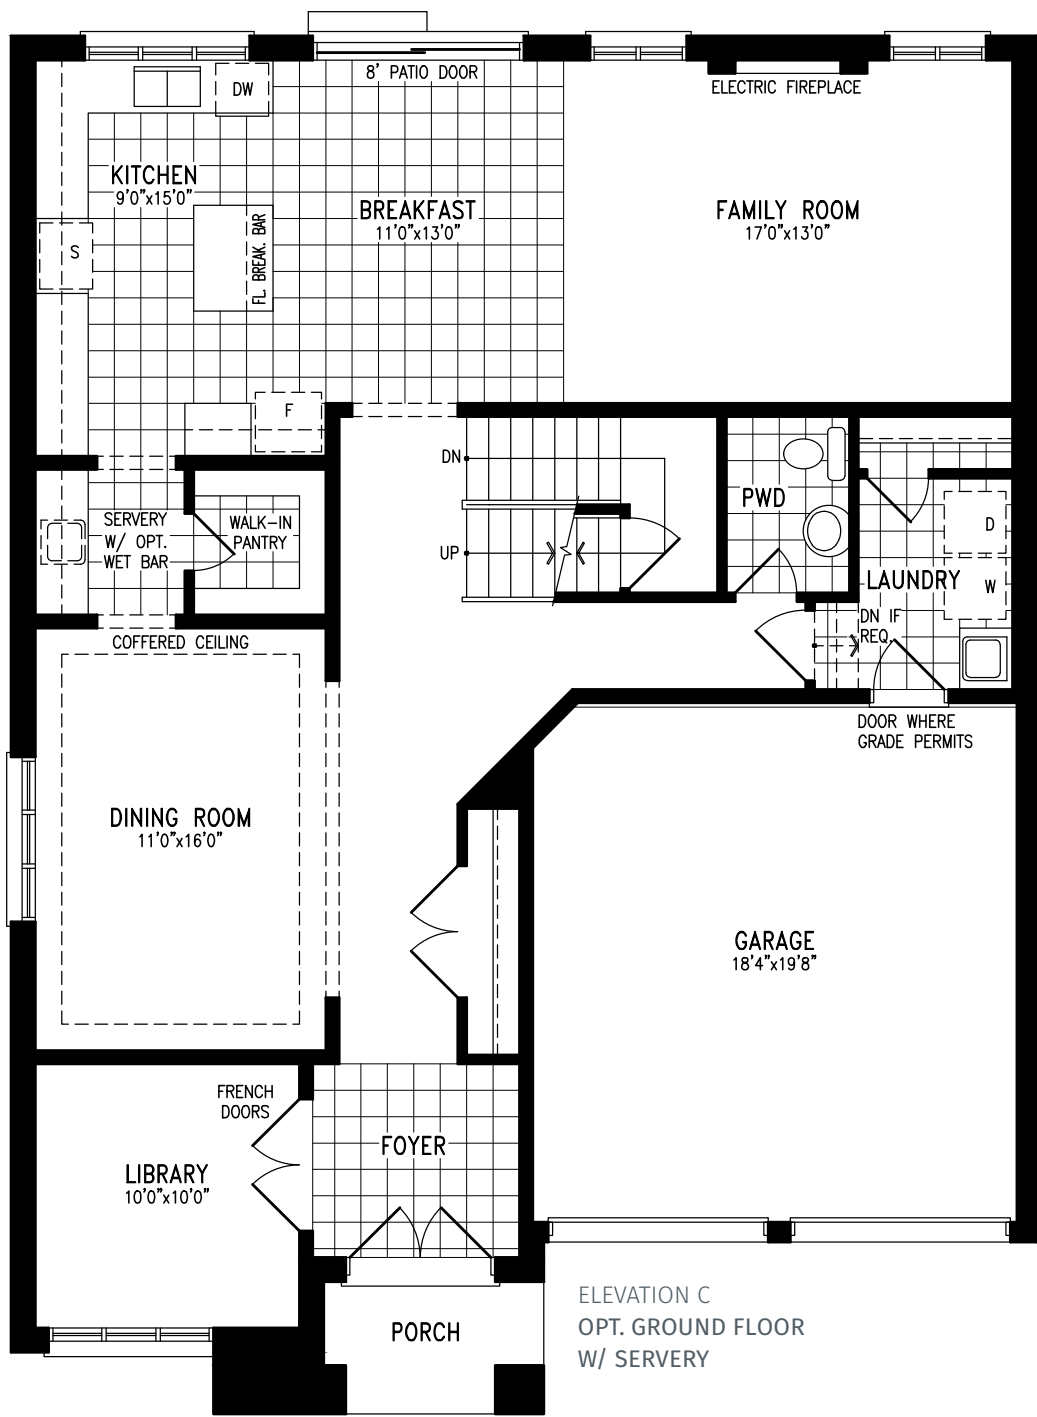 8' PATIO DOOR
DW
ELECTRIC FIREPLACE
KITCHEN
9'0"x15'0"
BREAKFAST
11'0"x13'0"
FAMILY ROOM
17'0"x13'0"
S
FL. BREAK. BAR
F
DN
PWD
SERVERY
W/ OPT.
WET BAR
WALK-IN
PANTRY
UP
D
LAUNDRY
W
DN IF
REQ.
COFFERED CEILING
DOOR WHERE
GRADE PERMITS
DINING ROOM
11'0"x16'0"
GARAGE
18'4"x19'8"
FRENCH
DOORS
FOYER
LIBRARY
10'0"x10'0"
PORCH
ELEVATION C
OPT. GROUND FLOOR
W/ SERVERY